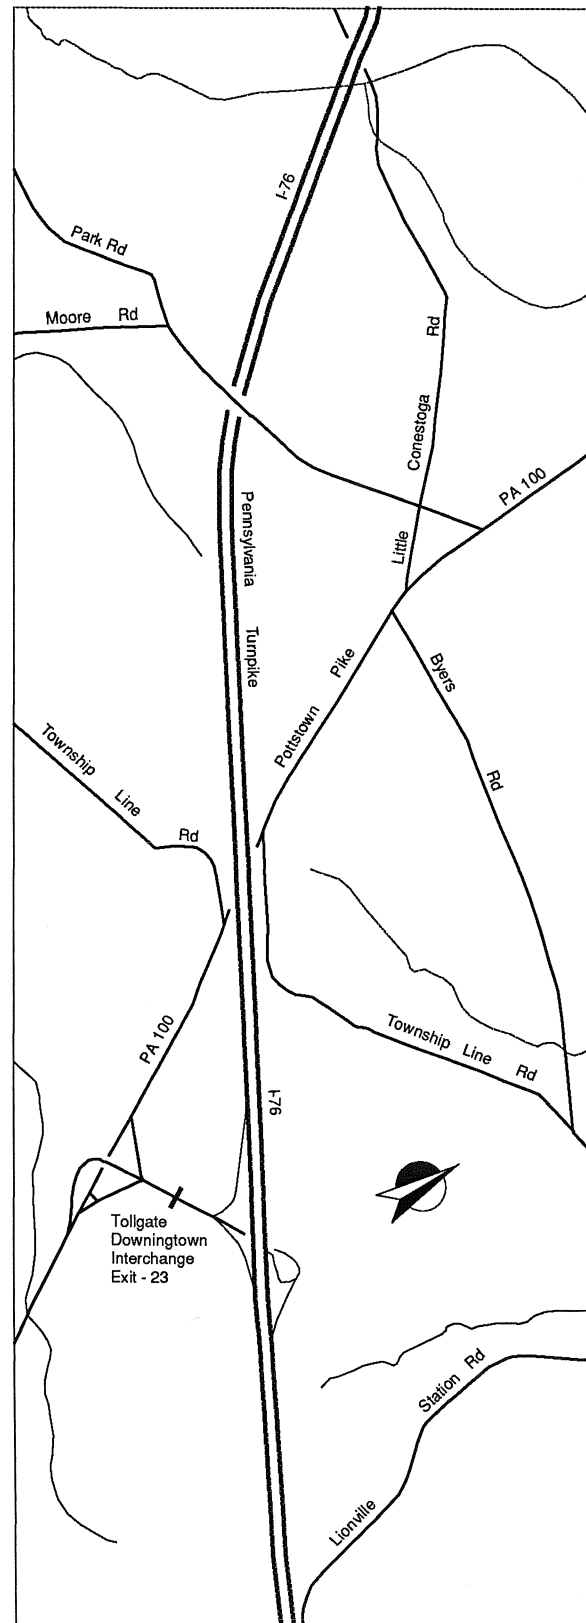 I-76
Park Rd
Moore Rd
Little Conestoga Rd
PA 100
Pennsylvania Turnpike
Pottstown Pike
Byers Rd
Township Line Rd
PA 100
Township Line Rd
I-76
Tollgate
Downingtown
Interchange
Exit - 23
Lionville Station Rd